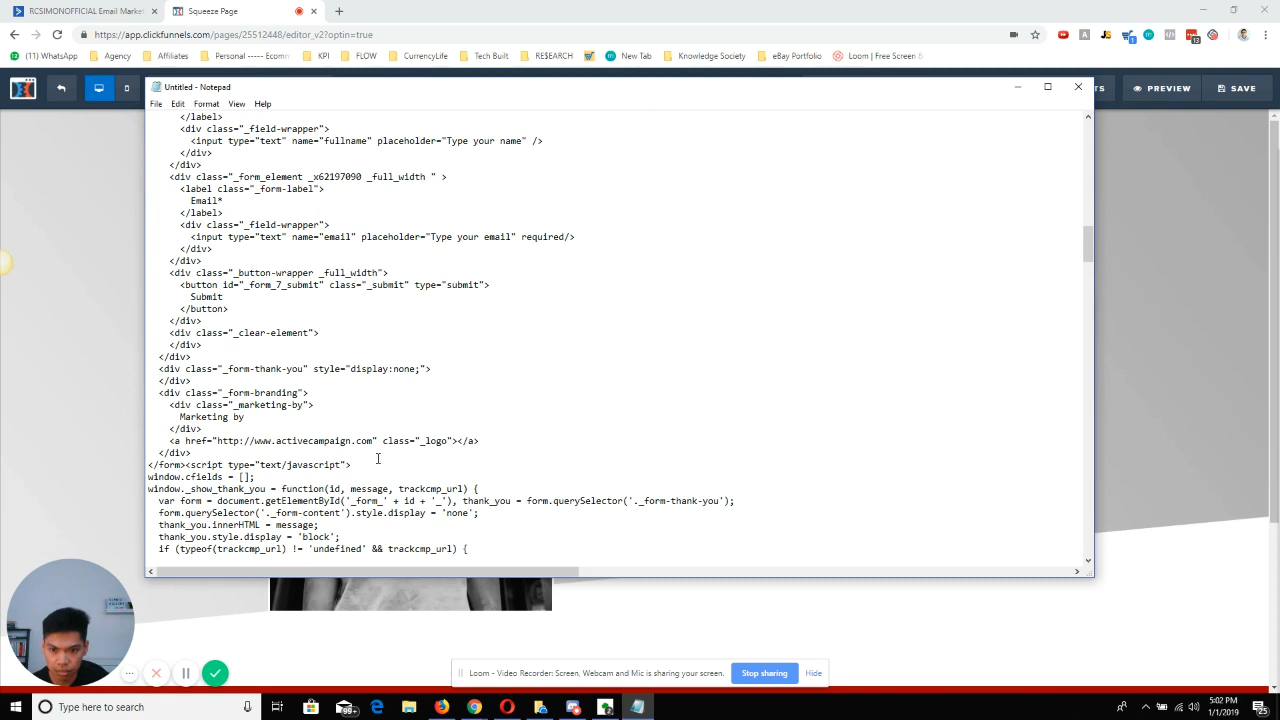 RCSIMONOFFICIAL Email Market
Squeeze Page
https://app.clickfunnels.com/pages/25512448/editor_v2?optin=true
(11) WhatsApp
Agency
Affiliates
Personal ----- Ecomm
KPI
FLOW
CurrencyLife
Tech Built
RESEARCH
New Tab
Knowledge Society
eBay Portfolio
Loom | Free Screen &
TS
PREVIEW
SAVE
Untitled - Notepad
File Edit Format View Help
</label>
<div class="_field-wrapper">
<input type="text" name="fullname" placeholder="Type your name" />
</div>
</div>
<div class="_form_element _x62197090 _full_width " >
<label class="_form-label">
Email*
</label>
<div class="_field-wrapper">
<input type="text" name="email" placeholder="Type your email" required/>
</div>
</div>
<div class="_button-wrapper _full_width">
<button id="_form_7_submit" class="_submit" type="submit">
Submit
</button>
</div>
<div class="_clear-element">
</div>
</div>
<div class="_form-thank-you" style="display:none;">
</div>
<div class="_form-branding">
<div class="_marketing-by">
Marketing by
</div>
<a href="http://www.activecampaign.com" class="_logo"></a>
</div>
</form><script type="text/javascript">
window.cfields = [];
window._show_thank_you = function(id, message, trackcmp_url) {
var form = document.getElementById('_form_' + id + '_'), thank_you = form.querySelector('._form-thank-you');
form.querySelector('._form-content').style.display = 'none';
thank_you.innerHTML = message;
thank_you.style.display = 'block';
if (typeof(trackcmp_url) != 'undefined' && trackcmp_url) {
Loom - Video Recorder: Screen, Webcam and Mic is sharing your screen.
Stop sharing
Hide
Type here to search
99+
5:02 PM
1/1/2019
25